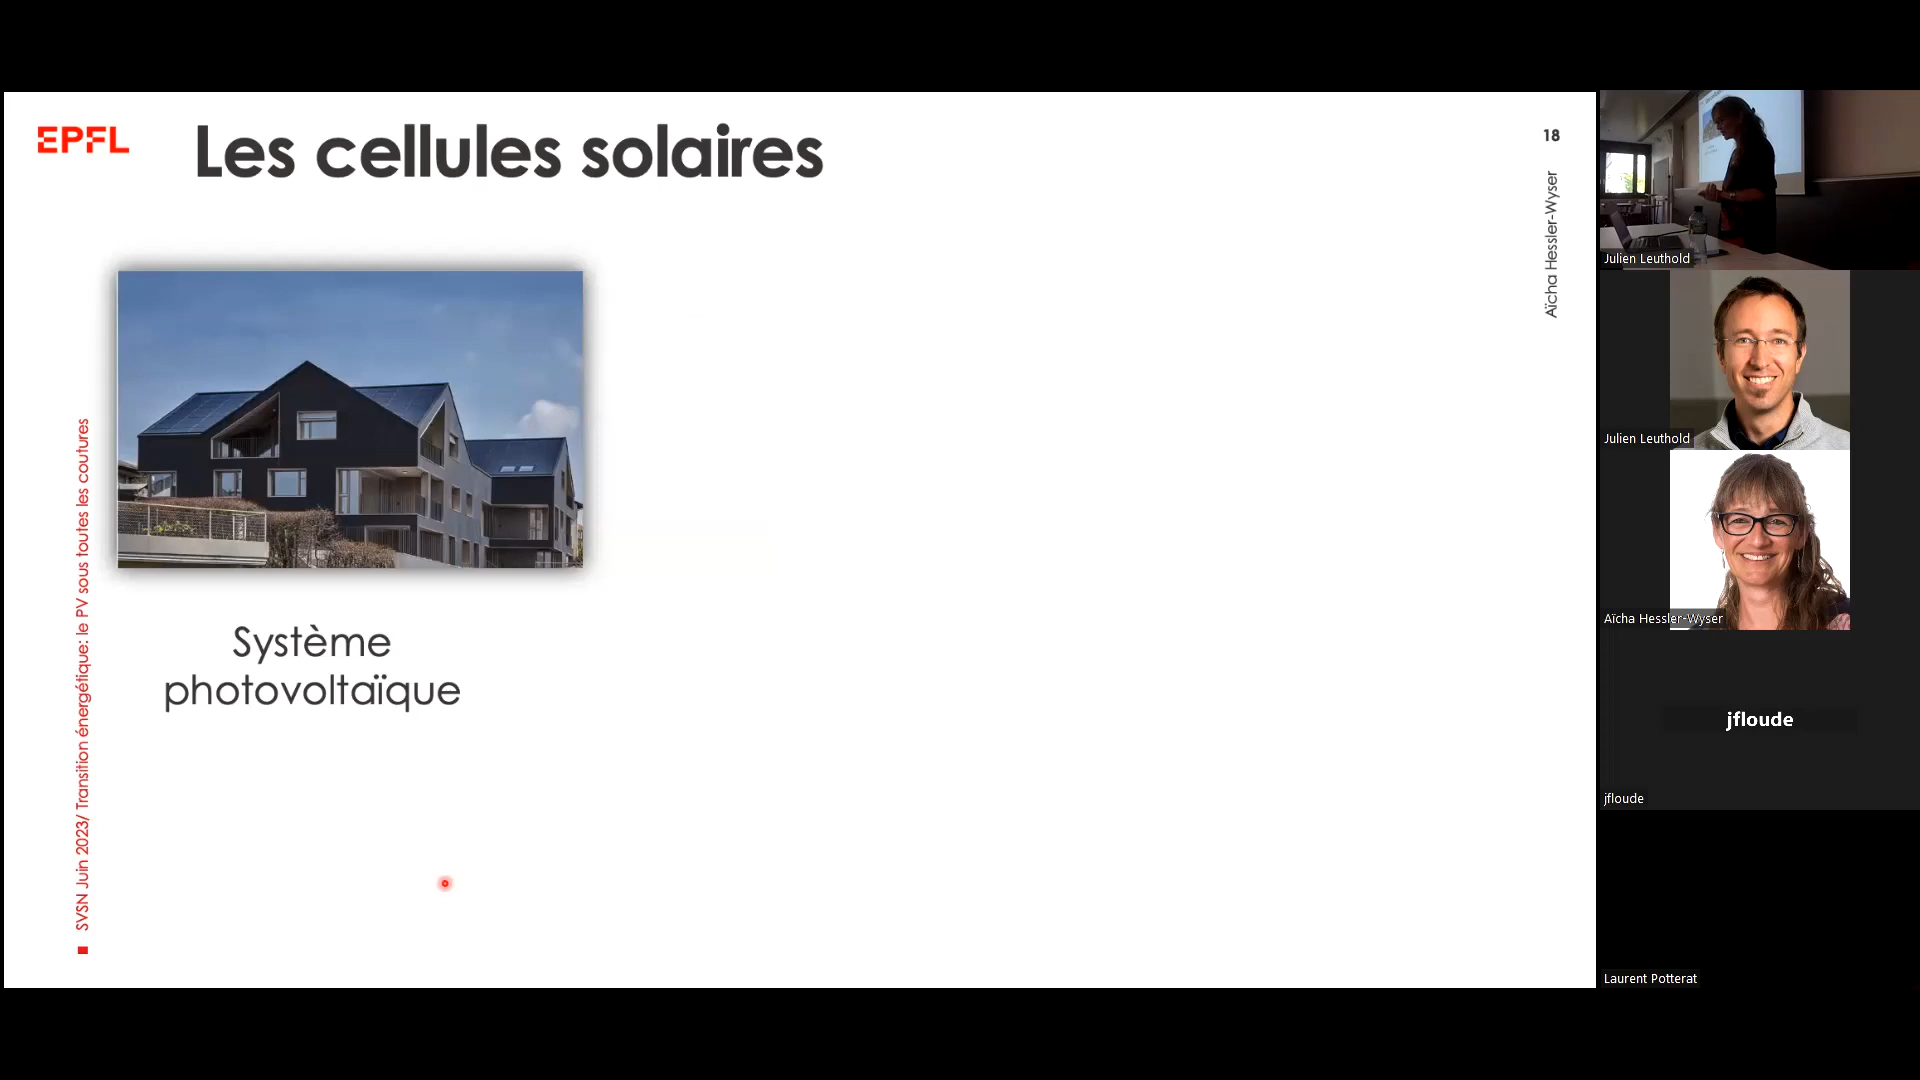 EPFL
Les cellules solaires
18
Aïcha Hessler-Wyser
SVSN Juin 2023/ Transition énergétique: le PV sous toutes les coutures
Système
photovoltaïque
Julien Leuthold
Julien Leuthold
Aïcha Hessler-Wyser
jfloude
jfloude
Laurent Potterat